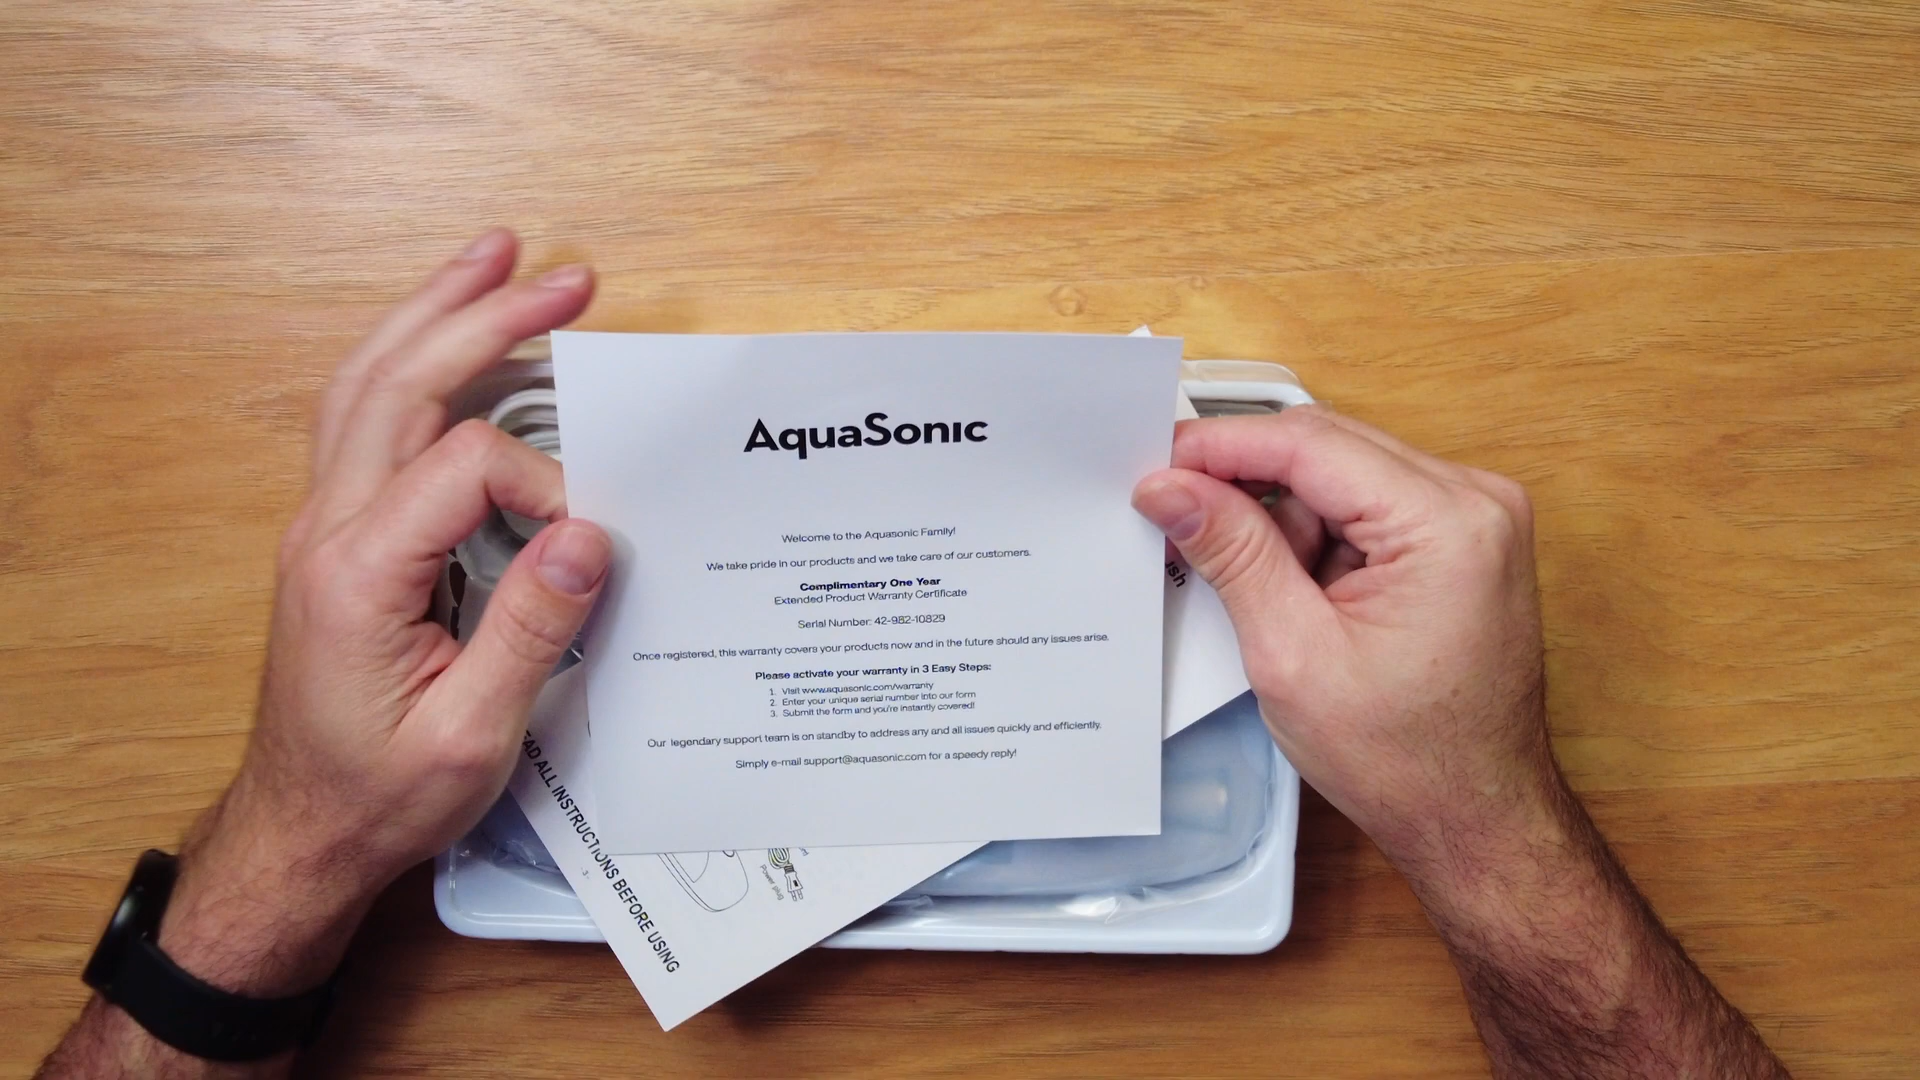 AquaSonic
Welcome to the Aquasonic Family!
We take pride in our products and we take care of our customers.
Complimentary One Year
Extended Product Warranty Certificate
Serial Number: 42-982-10829
Once registered, this warranty covers your products now and in the future should any issues arise.
Please activate your warranty in 3 Easy Steps:
1. Visit www.aquasonic.com/warranty
2. Enter your unique serial number into our form
3. Submit the form and you're instantly covered!
Our legendary support team is on standby to address any and all issues quickly and efficiently.
Simply e-mail support@aquasonic.com for a speedy reply!
ush
EAD ALL INSTRUCTIONS BEFORE USING
- 3 -
Power plug